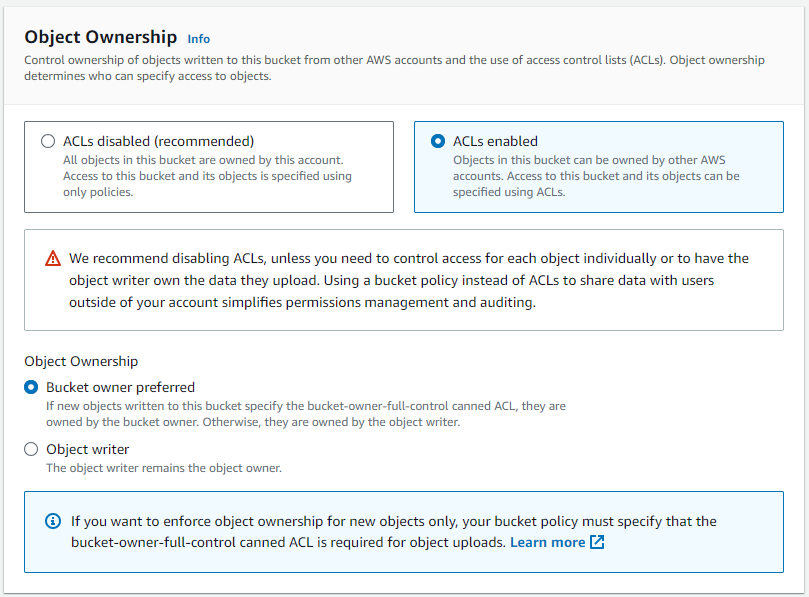 Object Ownership Info
Control ownership of objects written to this bucket from other AWS accounts and the use of access control lists (ACLs). Object ownership
determines who can specify access to objects.
ACLs disabled (recommended)
All objects in this bucket are owned by this account.
Access to this bucket and its objects is specified using
only policies.
ACLs enabled
Objects in this bucket can be owned by other AWS
accounts. Access to this bucket and its objects can be
specified using ACLs.
We recommend disabling ACLs, unless you need to control access for each object individually or to have the
object writer own the data they upload. Using a bucket policy instead of ACLs to share data with users
outside of your account simplifies permissions management and auditing.
Object Ownership
Bucket owner preferred
If new objects written to this bucket specify the bucket-owner-full-control canned ACL, they are
owned by the bucket owner. Otherwise, they are owned by the object writer.
Object writer
The object writer remains the object owner.
If you want to enforce object ownership for new objects only, your bucket policy must specify that the
bucket-owner-full-control canned ACL is required for object uploads. Learn more